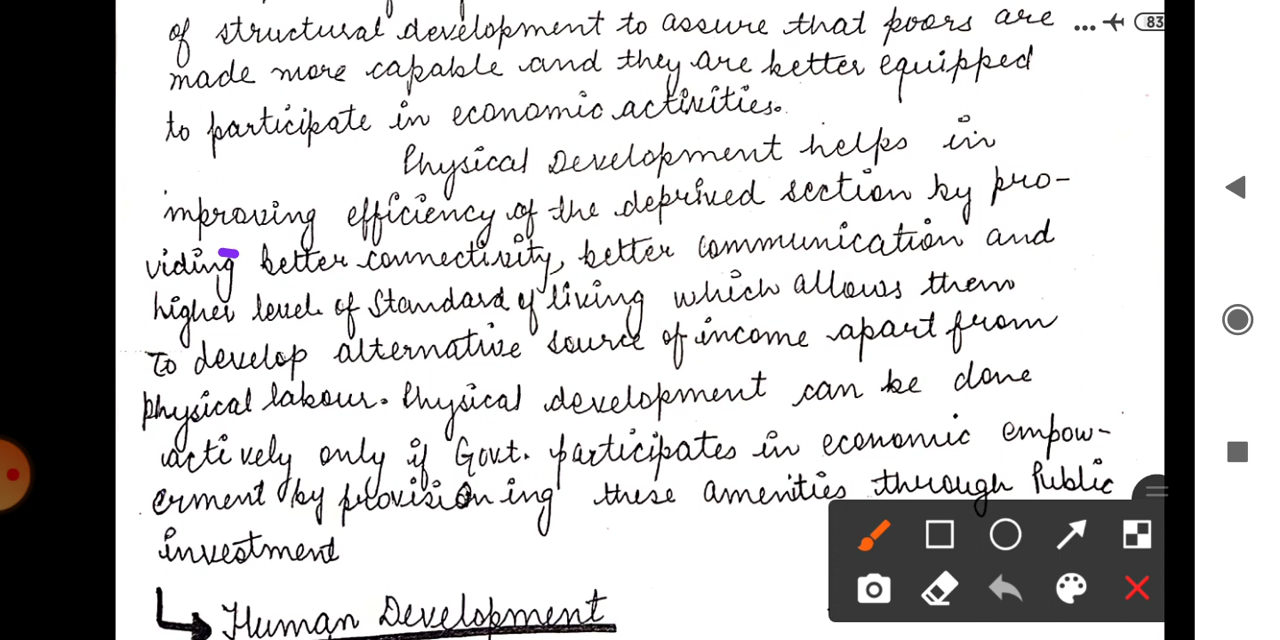 of structural development to assure that poors are
made more capable and they are better equipped
to participate in economic activities.
Physical Development helps in
improving efficiency of the deprived section by pro-
viding better connectivity, better communication and
higher level of Standard of living which allows them
to develop alternative source of income apart from
physical labour. Physical development can be done
actively only if Govt. participates in economic empow-
erment by provisioning these amenities through Public
investment
Human Development
... 83